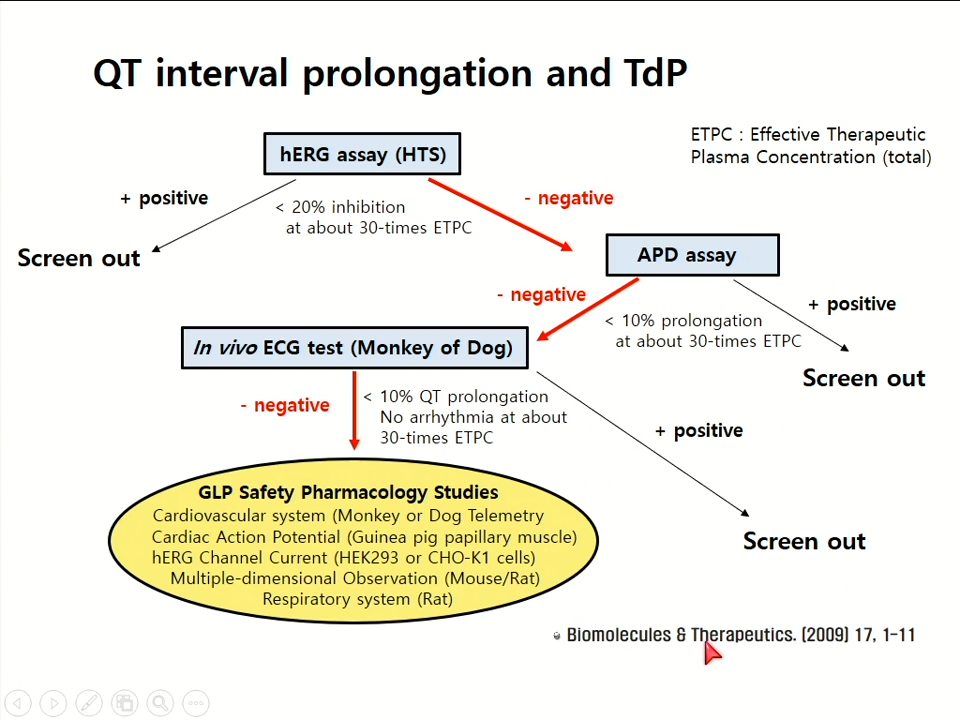 QT interval prolongation and TdP
ETPC : Effective Therapeutic
Plasma Concentration (total)
hERG assay (HTS)
+ positive
< 20% inhibition
at about 30-times ETPC
- negative
Screen out
APD assay
- negative
+ positive
< 10% prolongation
at about 30-times ETPC
In vivo ECG test (Monkey of Dog)
Screen out
- negative
< 10% QT prolongation
No arrhythmia at about
30-times ETPC
+ positive
GLP Safety Pharmacology Studies
Cardiovascular system (Monkey or Dog Telemetry
Cardiac Action Potential (Guinea pig papillary muscle)
hERG Channel Current (HEK293 or CHO-K1 cells)
Multiple-dimensional Observation (Mouse/Rat)
Respiratory system (Rat)
Screen out
Biomolecules & Therapeutics. (2009) 17, 1-11